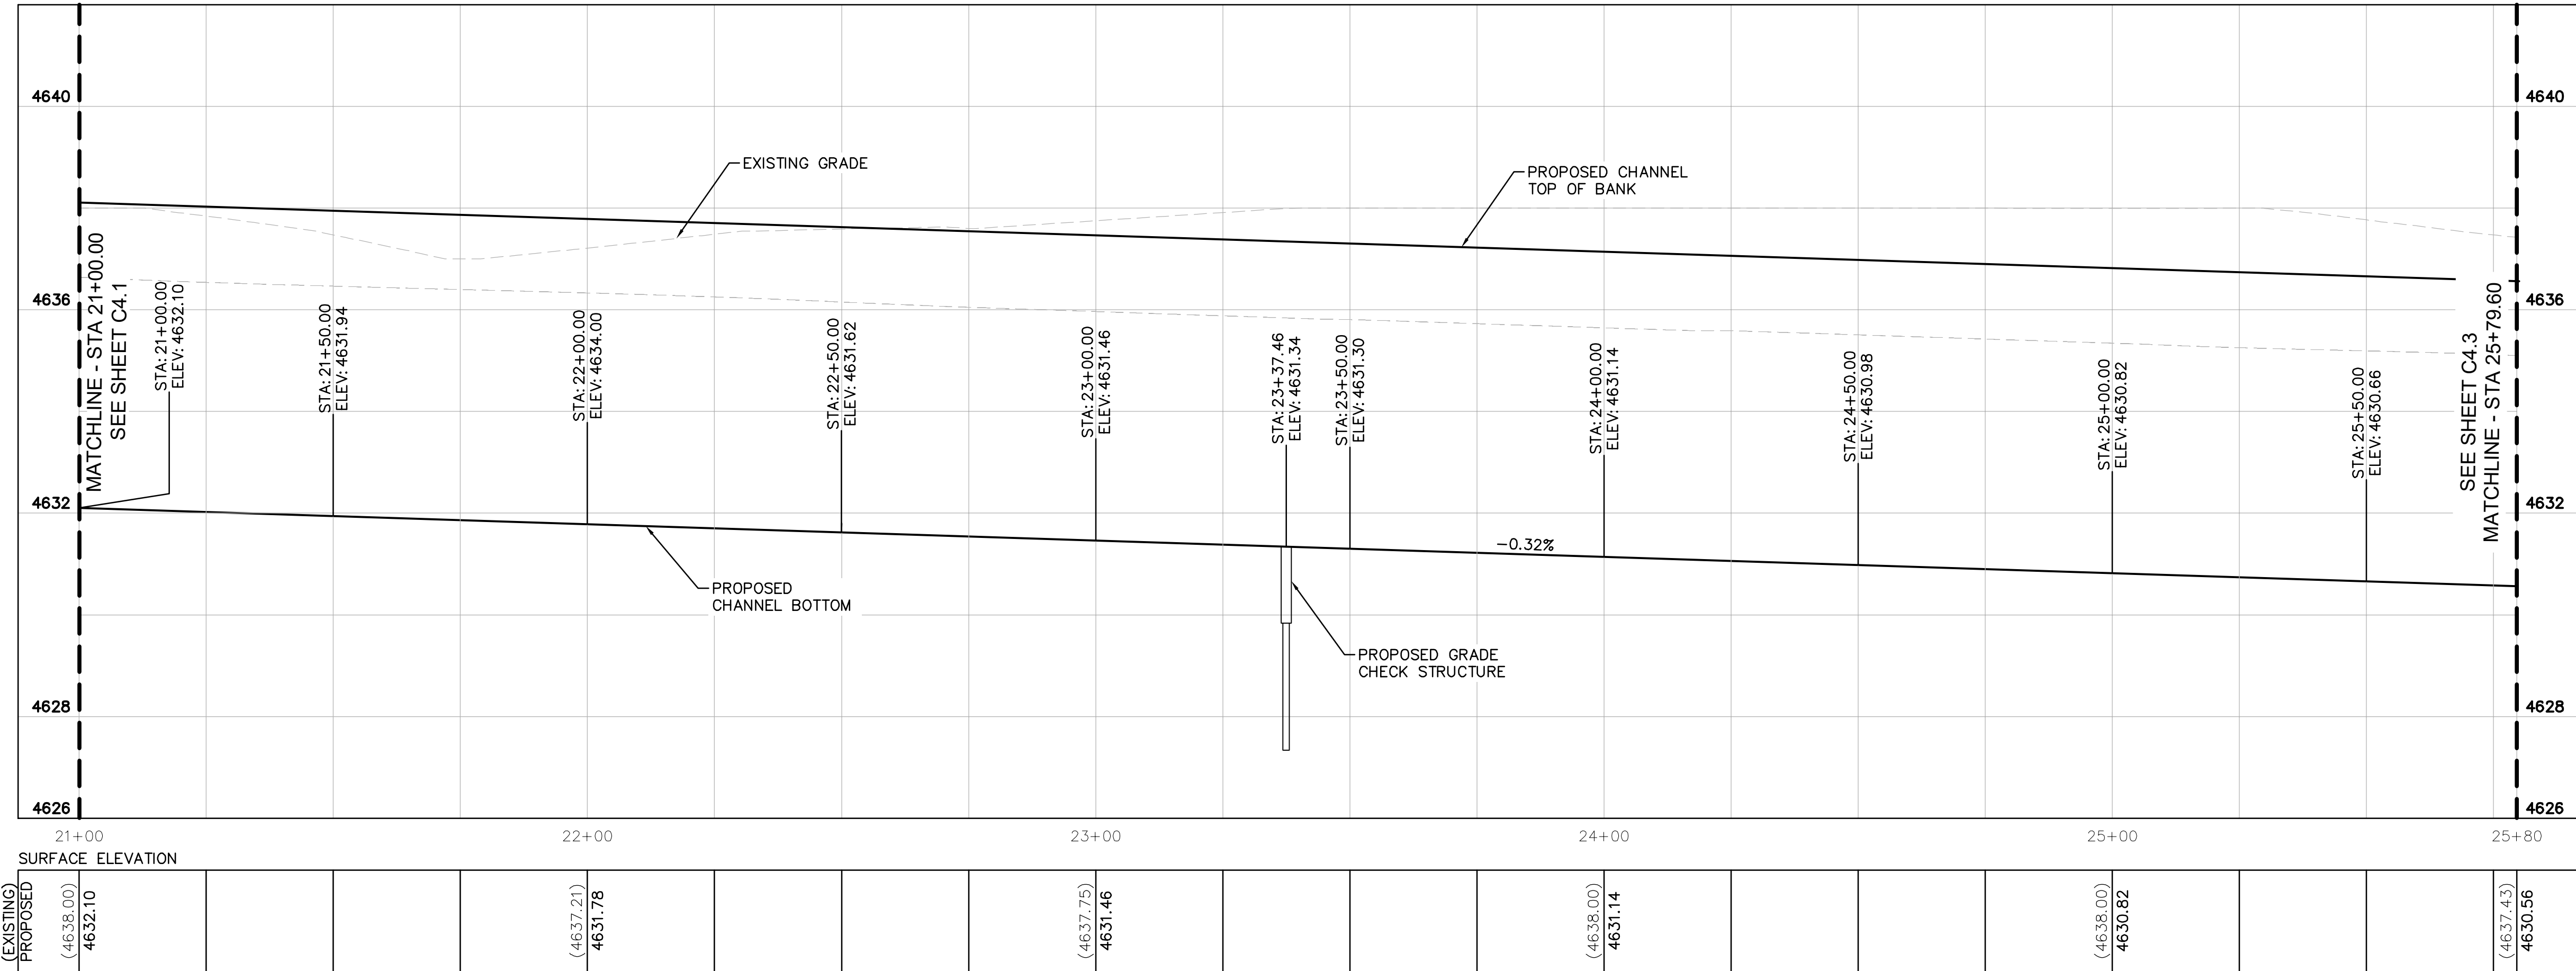 4640
4640
EXISTING GRADE
PROPOSED CHANNEL
TOP OF BANK
4636
4636
MATCHLINE - STA 21+00.00
SEE SHEET C4.1
STA: 21+00.00
ELEV: 4632.10
STA: 21+50.00
ELEV: 4631.94
STA: 22+00.00
ELEV: 4634.00
STA: 22+50.00
ELEV: 4631.62
STA: 23+00.00
ELEV: 4631.46
STA: 23+37.46
ELEV: 4631.34
STA: 23+50.00
ELEV: 4631.30
STA: 24+00.00
ELEV: 4631.14
STA: 24+50.00
ELEV: 4630.98
STA: 25+00.00
ELEV: 4630.82
STA: 25+50.00
ELEV: 4630.66
SEE SHEET C4.3
MATCHLINE - STA 25+79.60
4632
4632
-0.32%
PROPOSED
CHANNEL BOTTOM
PROPOSED GRADE
CHECK STRUCTURE
4628
4628
4626
4626
21+00
22+00
23+00
24+00
25+00
25+80
SURFACE ELEVATION
(EXISTING)
PROPOSED
(4638.00)
4632.10
(4637.21)
4631.78
(4637.75)
4631.46
(4638.00)
4631.14
(4638.00)
4630.82
(4637.43)
4630.56